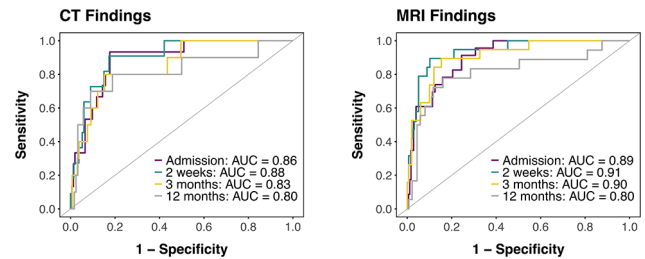 CT Findings
1.0
0.8
0.6
0.4
0.2
0.0
Sensitivity
Admission: AUC = 0.86
2 weeks: AUC = 0.88
3 months: AUC = 0.83
12 months: AUC = 0.80
0.0 0.2 0.4 0.6 0.8 1.0
1 − Specificity
MRI Findings
1.0
0.8
0.6
0.4
0.2
0.0
Sensitivity
Admission: AUC = 0.89
2 weeks: AUC = 0.91
3 months: AUC = 0.90
12 months: AUC = 0.80
0.0 0.2 0.4 0.6 0.8 1.0
1 − Specificity